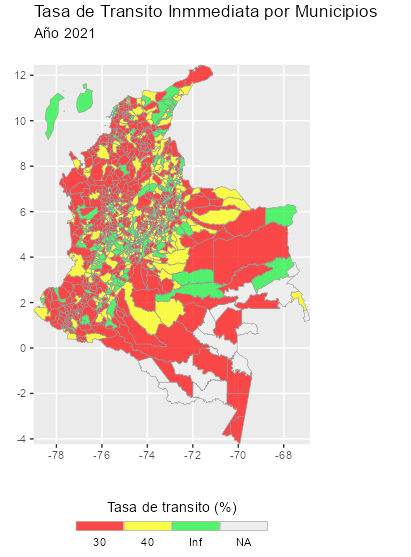 Tasa de Transito Inmmediata por Municipios
Año 2021
12
10
8
6
4
2
0
-2
-4
-78 -76 -74 -72 -70 -68
Tasa de transito (%)
30 40 Inf NA